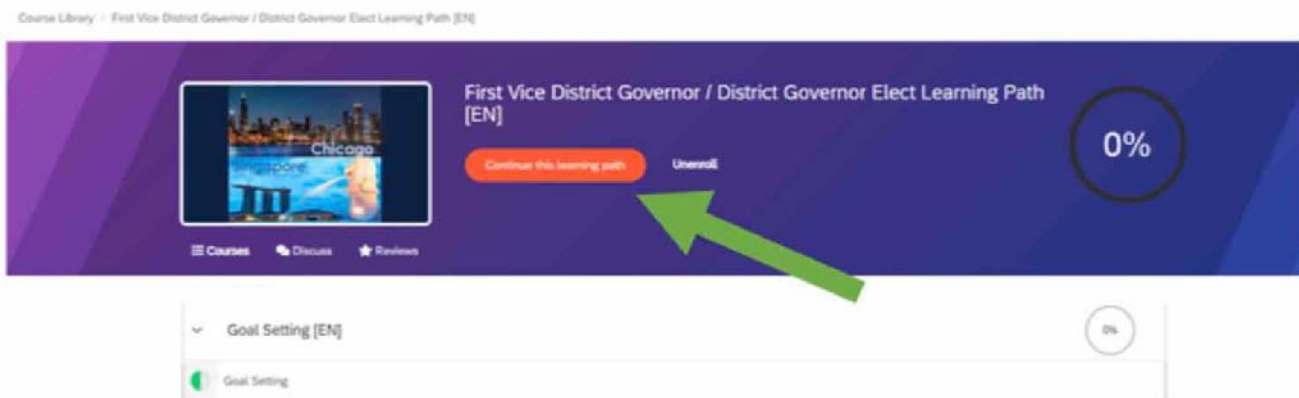 Course Library > First Vice District Governor / District Governor Elect Learning Path [EN]
First Vice District Governor / District Governor Elect Learning Path
[EN]
0%
Continue this learning path
Unenroll
Chicago
Singapore
Courses
Discuss
Reviews
Goal Setting [EN]
0%
Goal Setting